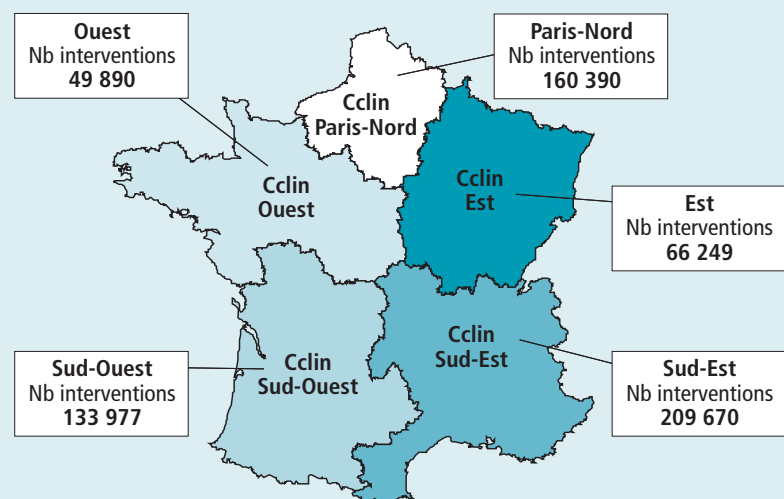 Ouest
Nb interventions
49 890
Paris-Nord
Nb interventions
160 390
Cclin
Paris-Nord
Cclin
Ouest
Cclin
Est
Est
Nb interventions
66 249
Sud-Ouest
Nb interventions
133 977
Cclin
Sud-Ouest
Cclin
Sud-Est
Sud-Est
Nb interventions
209 670